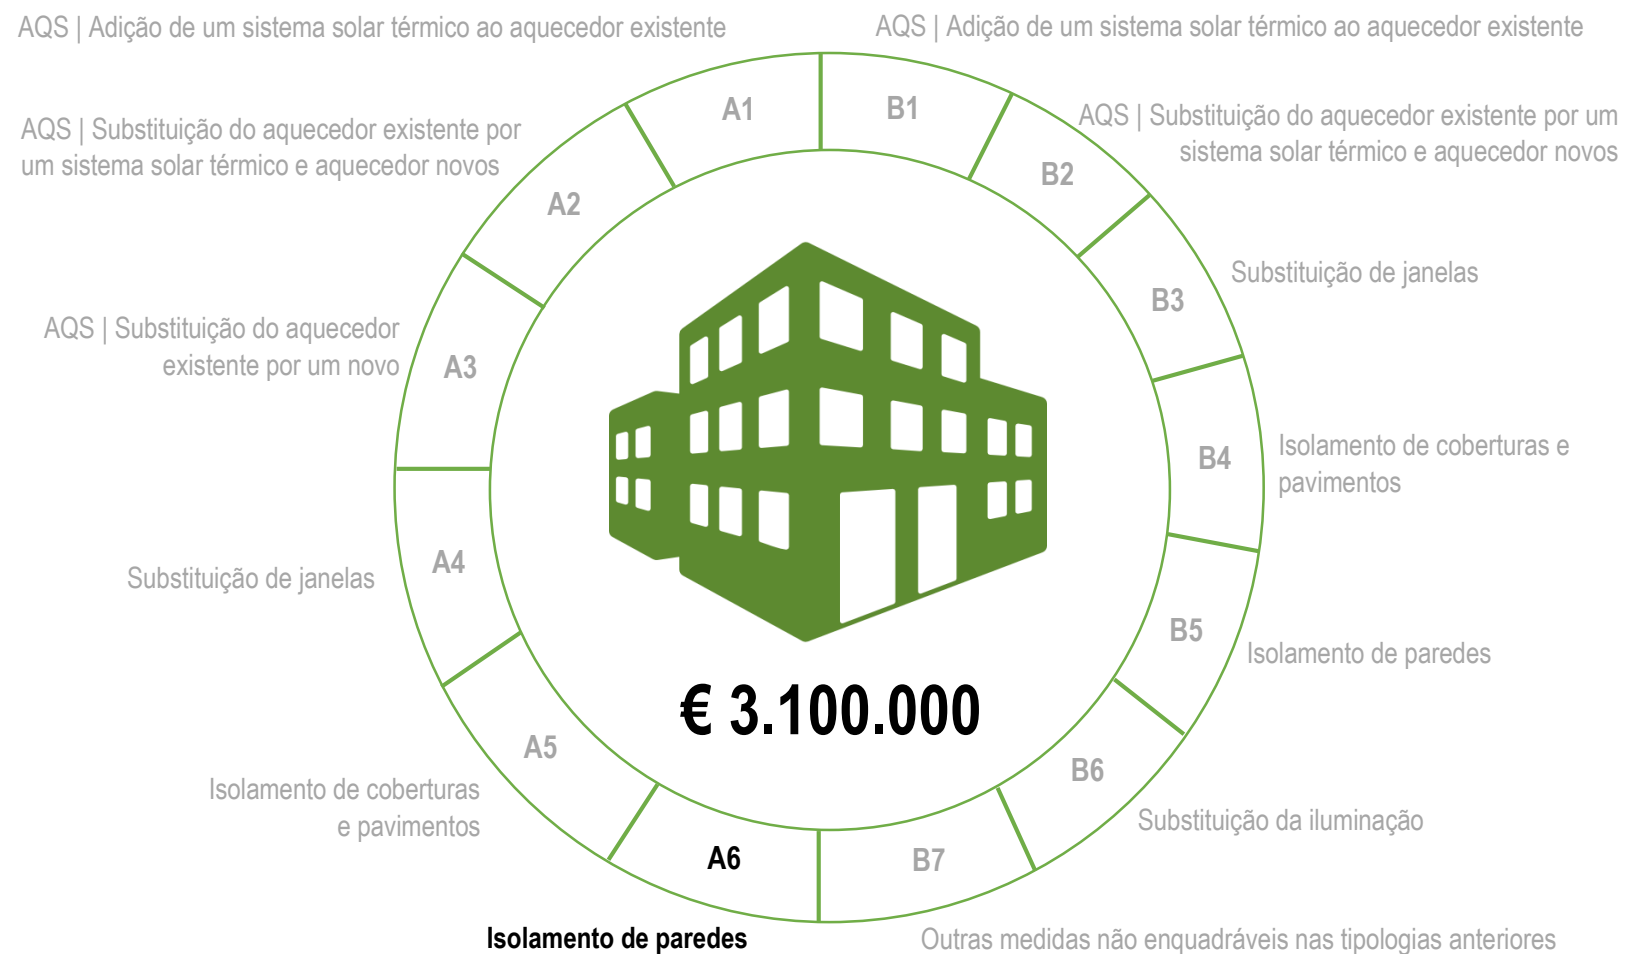 AQS | Adição de um sistema solar térmico ao aquecedor existente
AQS | Adição de um sistema solar térmico ao aquecedor existente
A1
B1
AQS | Substituição do aquecedor existente por
um sistema solar térmico e aquecedor novos
A2
AQS | Substituição do aquecedor existente por um
sistema solar térmico e aquecedor novos
B2
AQS | Substituição do aquecedor
existente por um novo
A3
Substituição de janelas
B3
Substituição de janelas
A4
Isolamento de coberturas e
pavimentos
B4
Isolamento de coberturas
e pavimentos
A5
Isolamento de paredes
B5
€ 3.100.000
B6
Substituição da iluminação
A6
Isolamento de paredes
B7
Outras medidas não enquadráveis nas tipologias anteriores